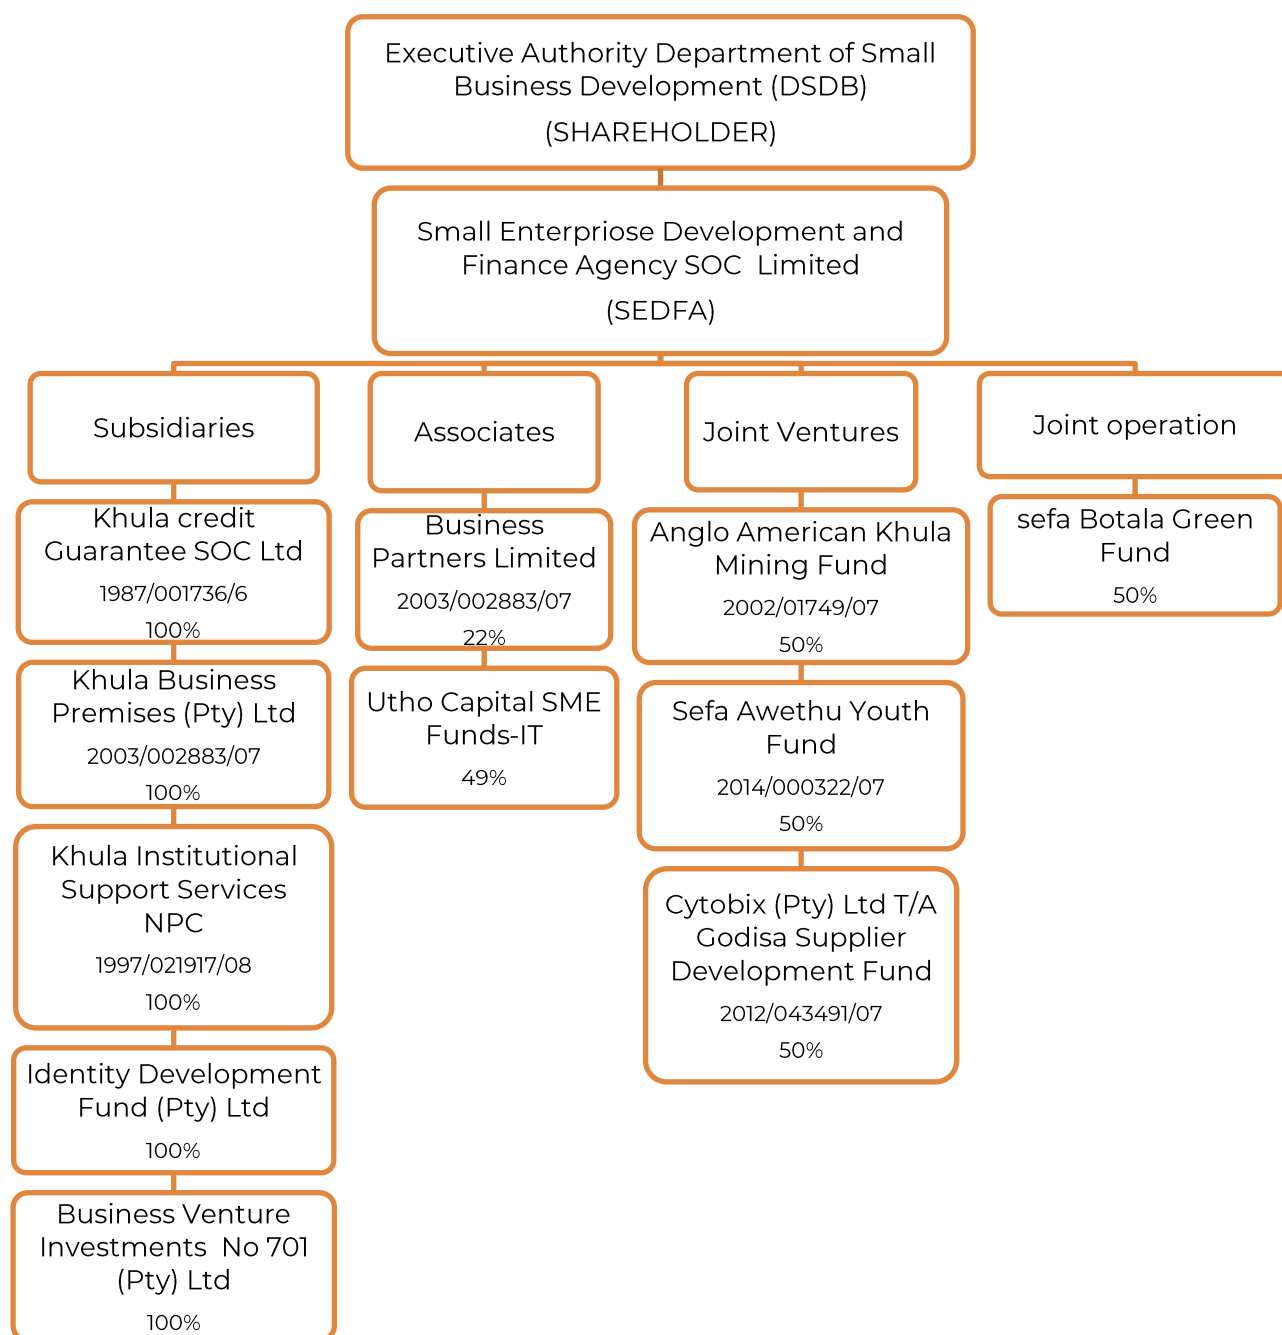 Executive Authority Department of Small
Business Development (DSDB)
(SHAREHOLDER)
Small Enterpriose Development and
Finance Agency SOC Limited
(SEDFA)
Subsidiaries
Khula credit
Guarantee SOC Ltd
1987/001736/6
100%
Khula Business
Premises (Pty) Ltd
2003/002883/07
100%
Khula Institutional
Support Services
NPC
1997/021917/08
100%
Identity Development
Fund (Pty) Ltd
100%
Business Venture
Investments No 701
(Pty) Ltd
100%
Associates
Business
Partners Limited
2003/002883/07
22%
Utho Capital SME
Funds-IT
49%
Joint Ventures
Anglo American Khula
Mining Fund
2002/01749/07
50%
Sefa Awethu Youth
Fund
2014/000322/07
50%
Cytobix (Pty) Ltd T/A
Godisa Supplier
Development Fund
2012/043491/07
50%
Joint operation
sefa Botala Green
Fund
50%